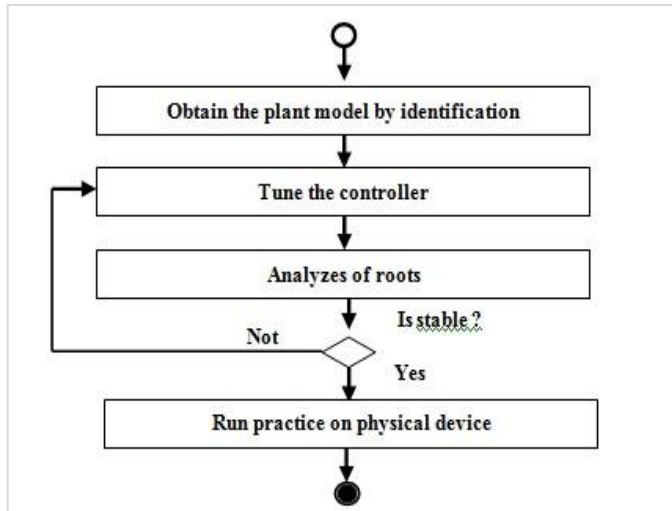 Obtain the plant model by identification
Tune the controller
Analyzes of roots
Is stable ?
Not
Yes
Run practice on physical device